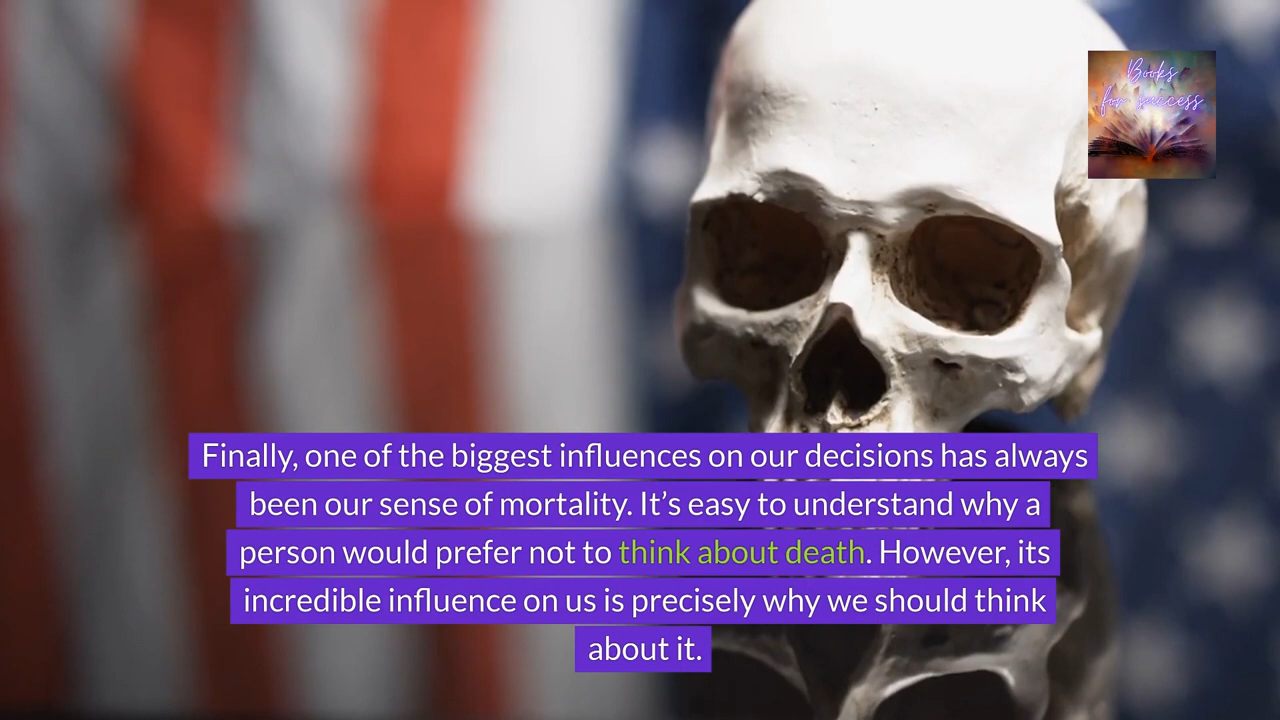 Books
for success
Finally, one of the biggest influences on our decisions has always
been our sense of mortality. It’s easy to understand why a
person would prefer not to think about death. However, its
incredible influence on us is precisely why we should think
about it.